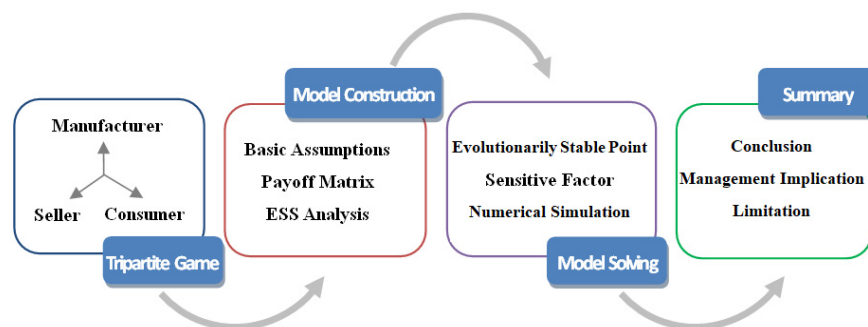 Manufacturer
Seller
Consumer
Tripartite Game
Model Construction
Basic Assumptions
Payoff Matrix
ESS Analysis
Evolutionarily Stable Point
Sensitive Factor
Numerical Simulation
Model Solving
Summary
Conclusion
Management Implication
Limitation